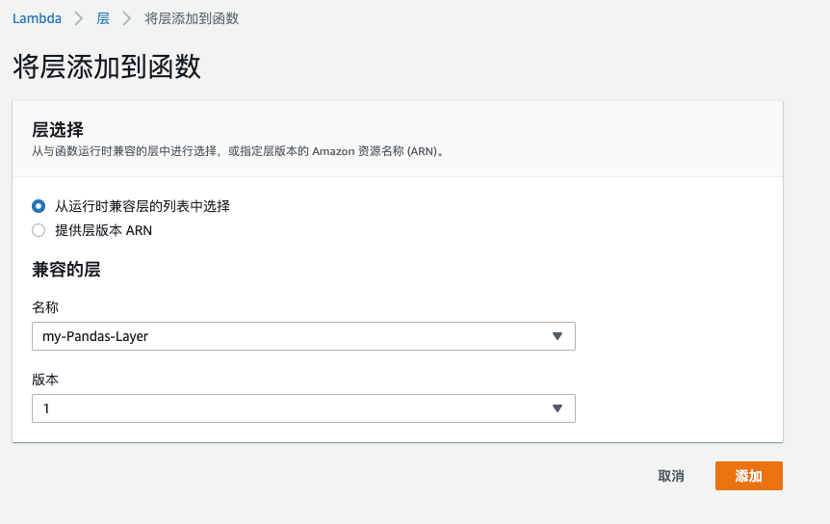 Lambda > 层 > 将层添加到函数
将层添加到函数
层选择
从与函数运行时兼容的层中进行选择，或指定层版本的 Amazon 资源名称 (ARN)。
从运行时兼容层的列表中选择
提供层版本 ARN
兼容的层
名称
my-Pandas-Layer
版本
1
取消 添加